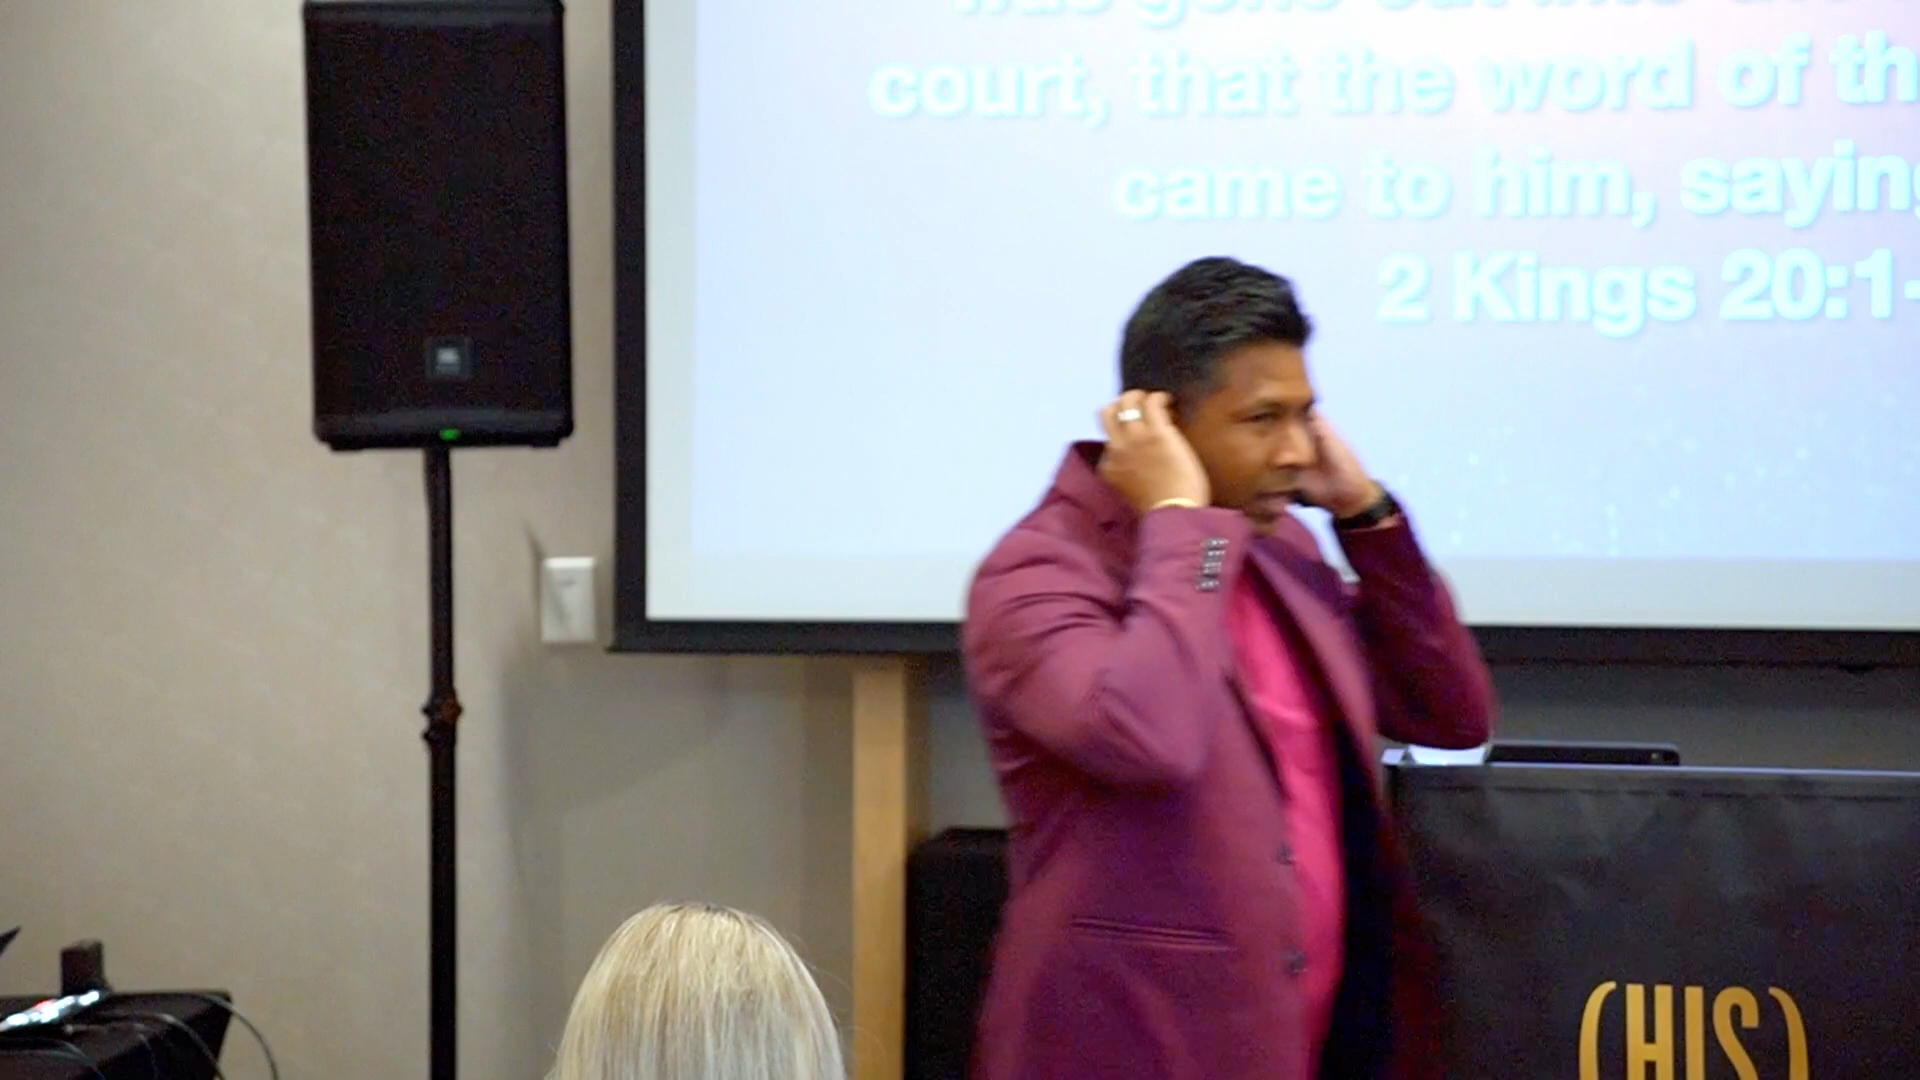 court, that the word of th
came to him, saying
2 Kings 20:1-
(HIS)